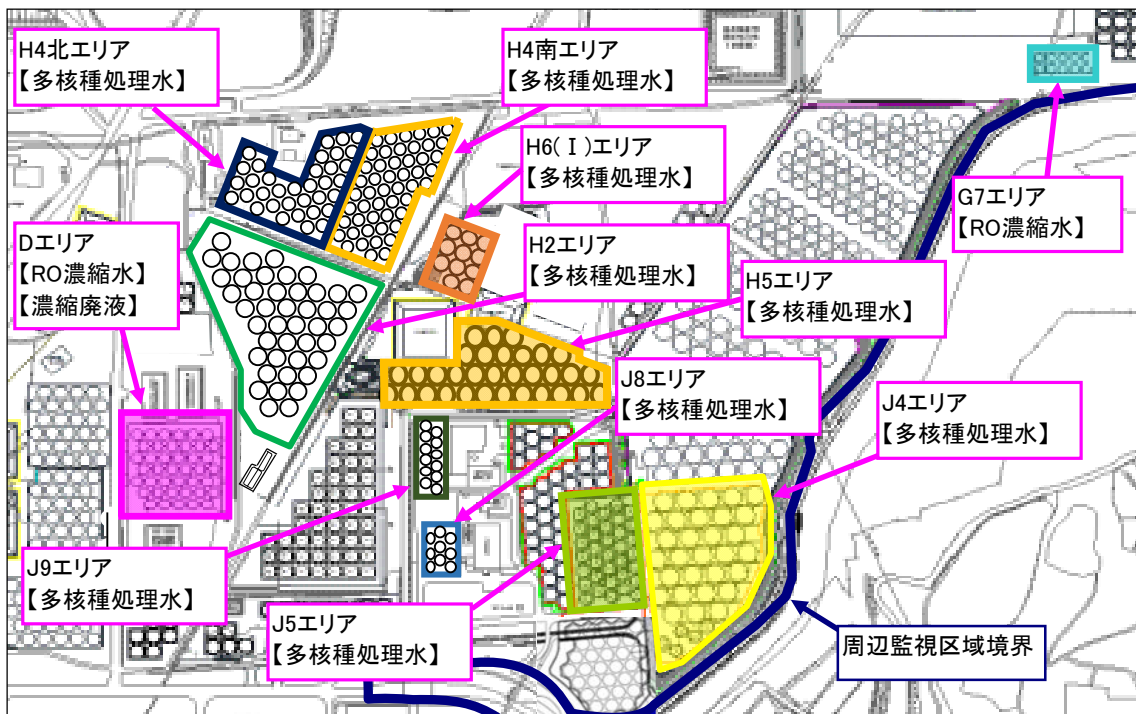 H4北エリア
【多核種処理水】
H4南エリア
【多核種処理水】
H6(Ⅰ)エリア
【多核種処理水】
G7エリア
【RO濃縮水】
Dエリア
【RO濃縮水】
【濃縮廃液】
H2エリア
【多核種処理水】
H5エリア
【多核種処理水】
J8エリア
【多核種処理水】
J4エリア
【多核種処理水】
J9エリア
【多核種処理水】
J5エリア
【多核種処理水】
周辺監視区域境界